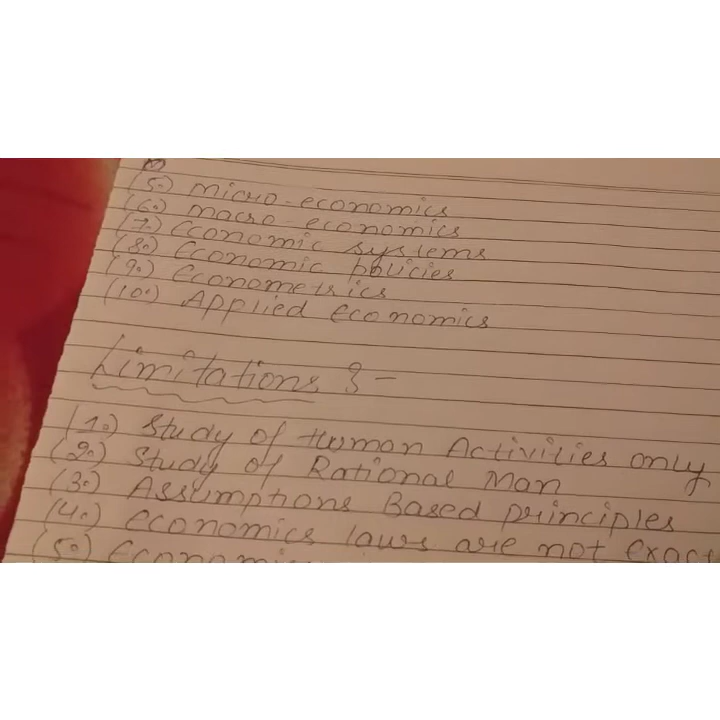 (5.) micro-economics
(6.) macro-economics
(7.) Economic systems
(8.) Economic policies
(9.) Econometrics
(10.) Applied economics
Limitations :-
(1.) Study of Human Activities only
(2.) Study of Rational Man
(3.) Assumptions Based principles
(4.) economics laws are not exact
(5.)